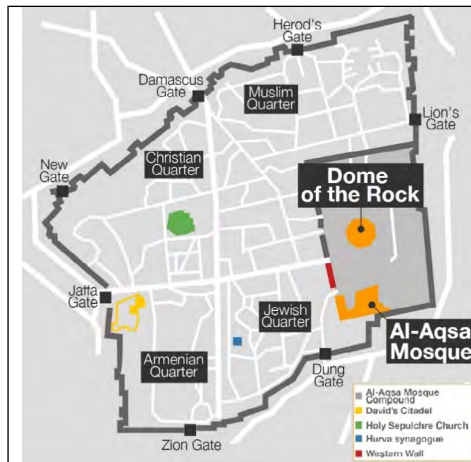 Herod's
Gate
Damascus
Gate
Muslim
Quarter
Lion's
Gate
New
Gate
Christian
Quarter
Dome
of the Rock
Jaffa
Gate
Jewish
Quarter
Al-Aqsa
Mosque
Armenian
Quarter
Dung
Gate
Zion Gate
Al-Aqsa Mosque
Compound
David's Citadel
Holy Sepulchre Church
Hurva synagogue
Western Wall